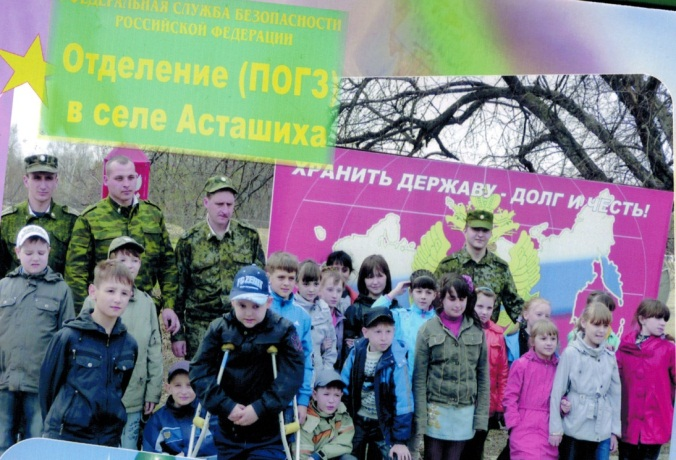 ФЕДЕРАЛЬНАЯ СЛУЖБА БЕЗОПАСНОСТИ
РОССИЙСКОЙ ФЕДЕРАЦИИ
Отделение (ПОГЗ)
в селе Асташиха
ХРАНИТЬ ДЕРЖАВУ - ДОЛГ И ЧЕСТЬ!